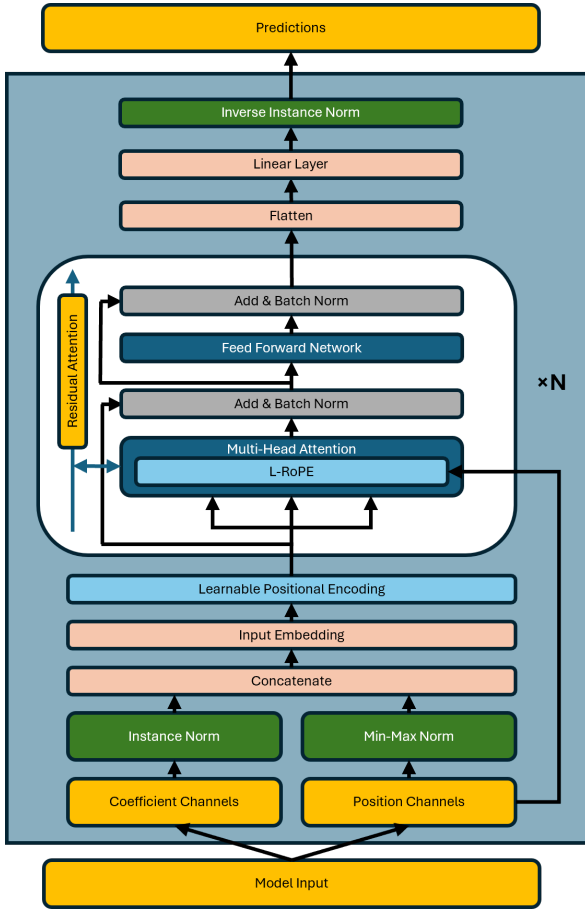 Predictions
Inverse Instance Norm
Linear Layer
Flatten
Add & Batch Norm
Residual Attention
Feed Forward Network
×N
Add & Batch Norm
Multi-Head Attention
L-RoPE
Learnable Positional Encoding
Input Embedding
Concatenate
Instance Norm
Min-Max Norm
Coefficient Channels
Position Channels
Model Input